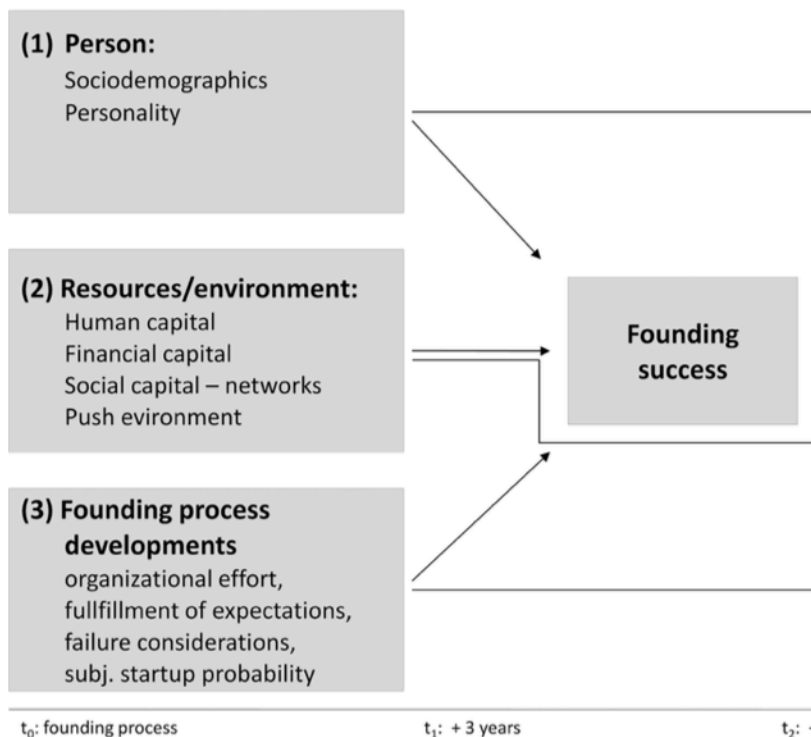 (1) Person:
Sociodemographics
Personality
(2) Resources/environment:
Human capital
Financial capital
Social capital – networks
Push evironment
Founding
success
(3) Founding process
developments
organizational effort,
fullfillment of expectations,
failure considerations,
subj. startup probability
t₀: founding process
t₁: + 3 years
t₂: